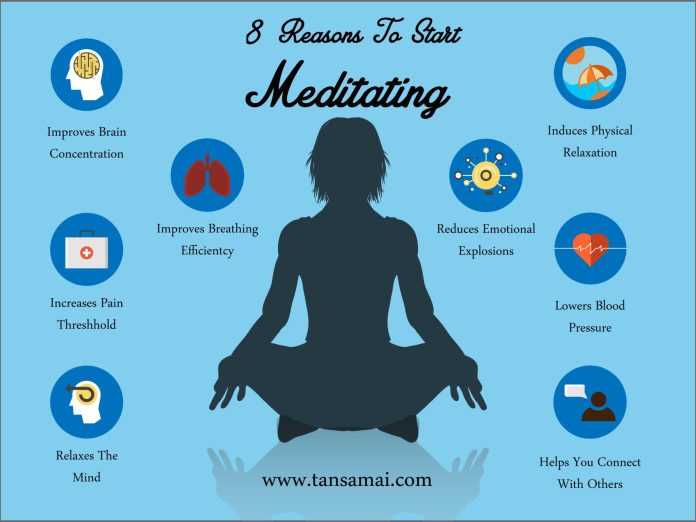 8 Reasons To Start
Meditating
Improves Brain
Concentration
Induces Physical
Relaxation
Improves Breathing
Efficientcy
Reduces Emotional
Explosions
Increases Pain
Threshhold
Lowers Blood
Pressure
Relaxes The
Mind
Helps You Connect
With Others
www.tansamai.com